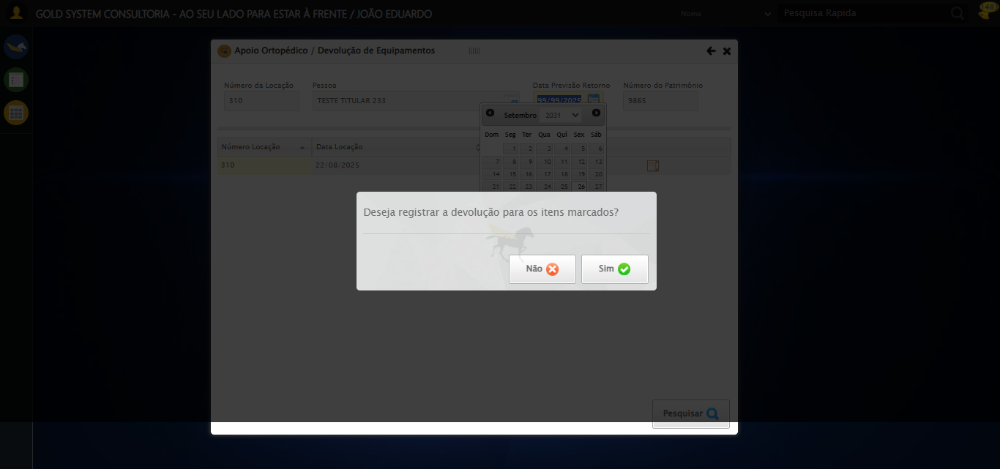 GOLD SYSTEM CONSULTORIA - AO SEU LADO PARA ESTAR À FRENTE / JOÃO EDUARDO
Nome
Pesquisa Rapida
148
Apoio Ortopédico / Devolução de Equipamentos
Número da Locação
Pessoa
Data Previsão Retorno
Número do Patrimônio
310
TESTE TITULAR 233
99/99/2025
9865
Setembro
2031
Dom Seg Ter Qua Qui Sex Sáb
1 2 3 4 5 6
7 8 9 10 11 12 13
14 15 16 17 18 19 20
21 22 23 24 25 26 27
Número Locação
Data Locação
310
22/08/2025
Deseja registrar a devolução para os itens marcados?
Não
Sim
Pesquisar